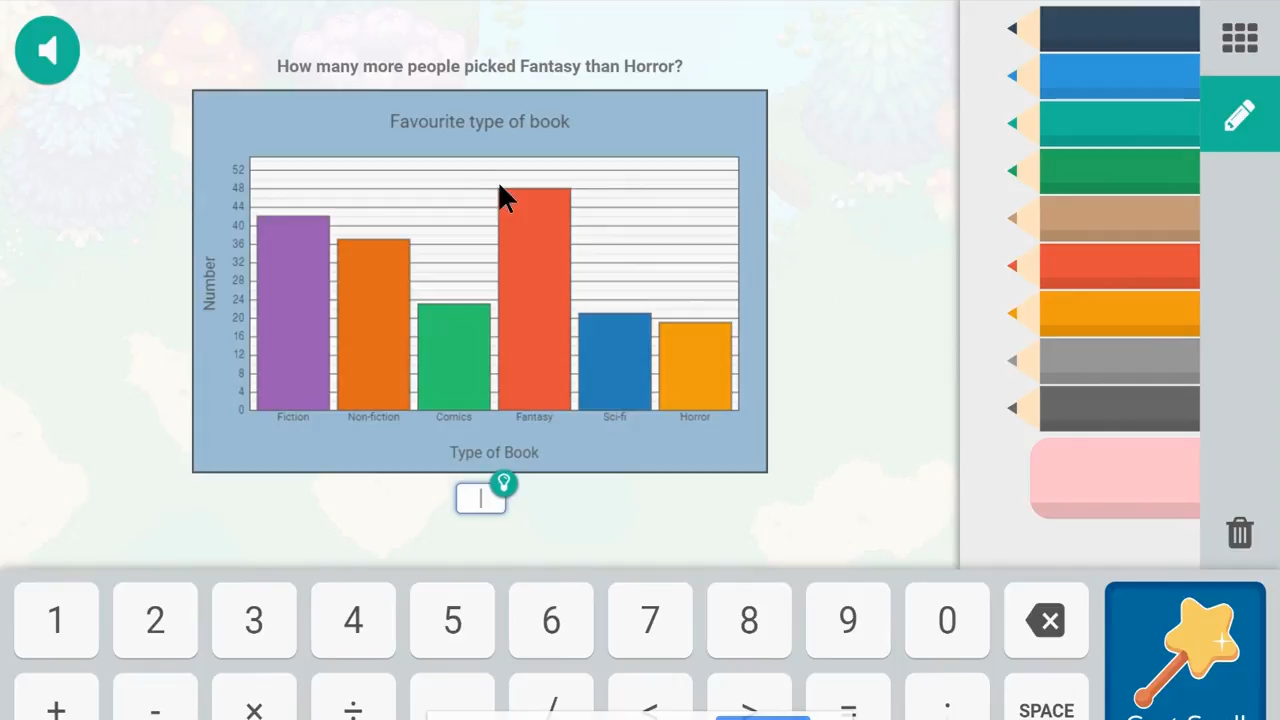 How many more people picked Fantasy than Horror?
Favourite type of book
Number
52
48
44
40
36
32
28
24
20
16
12
8
4
0
Fiction Non-fiction Comics Fantasy Sci-fi Horror
Type of Book
1 2 3 4 5 6 7 8 9 0
+ - × ÷ / < > = : SPACE